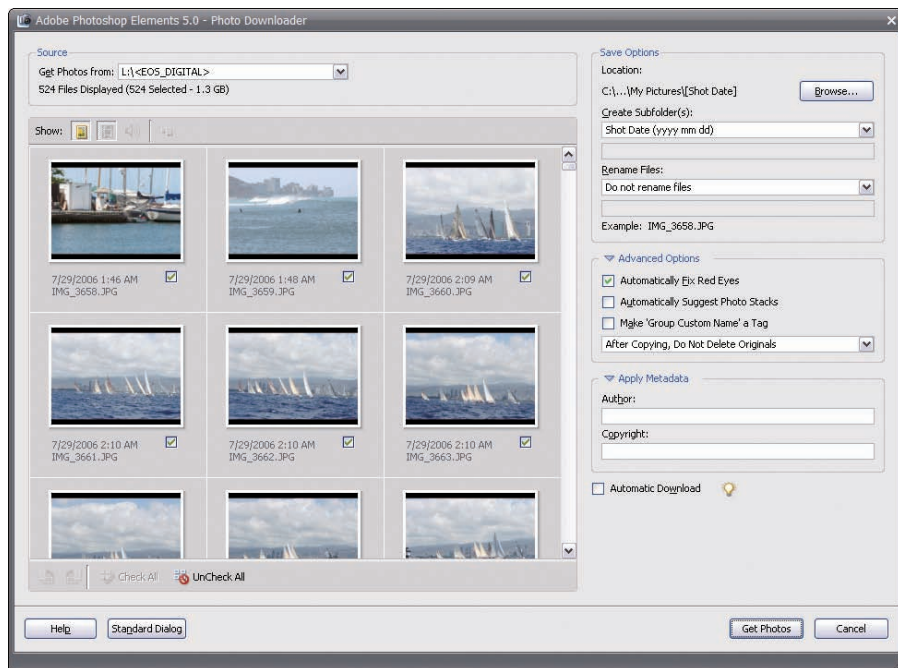 Adobe Photoshop Elements 5.0 - Photo Downloader
Source
Get Photos from: L:\<EOS_DIGITAL>
524 Files Displayed (524 Selected - 1.3 GB)
Show:
7/29/2006 1:46 AM
IMG_3658.JPG
7/29/2006 1:48 AM
IMG_3659.JPG
7/29/2006 2:09 AM
IMG_3660.JPG
7/29/2006 2:10 AM
IMG_3661.JPG
7/29/2006 2:10 AM
IMG_3662.JPG
7/29/2006 2:10 AM
IMG_3663.JPG
Check All
UnCheck All
Save Options
Location:
C:\...\My Pictures\[Shot Date]
Browse...
Create Subfolder(s):
Shot Date (yyyy mm dd)
Rename Files:
Do not rename files
Example: IMG_3658.JPG
Advanced Options
Automatically Fix Red Eyes
Automatically Suggest Photo Stacks
Make 'Group Custom Name' a Tag
After Copying, Do Not Delete Originals
Apply Metadata
Author:
Copyright:
Automatic Download
Help
Standard Dialog
Get Photos
Cancel